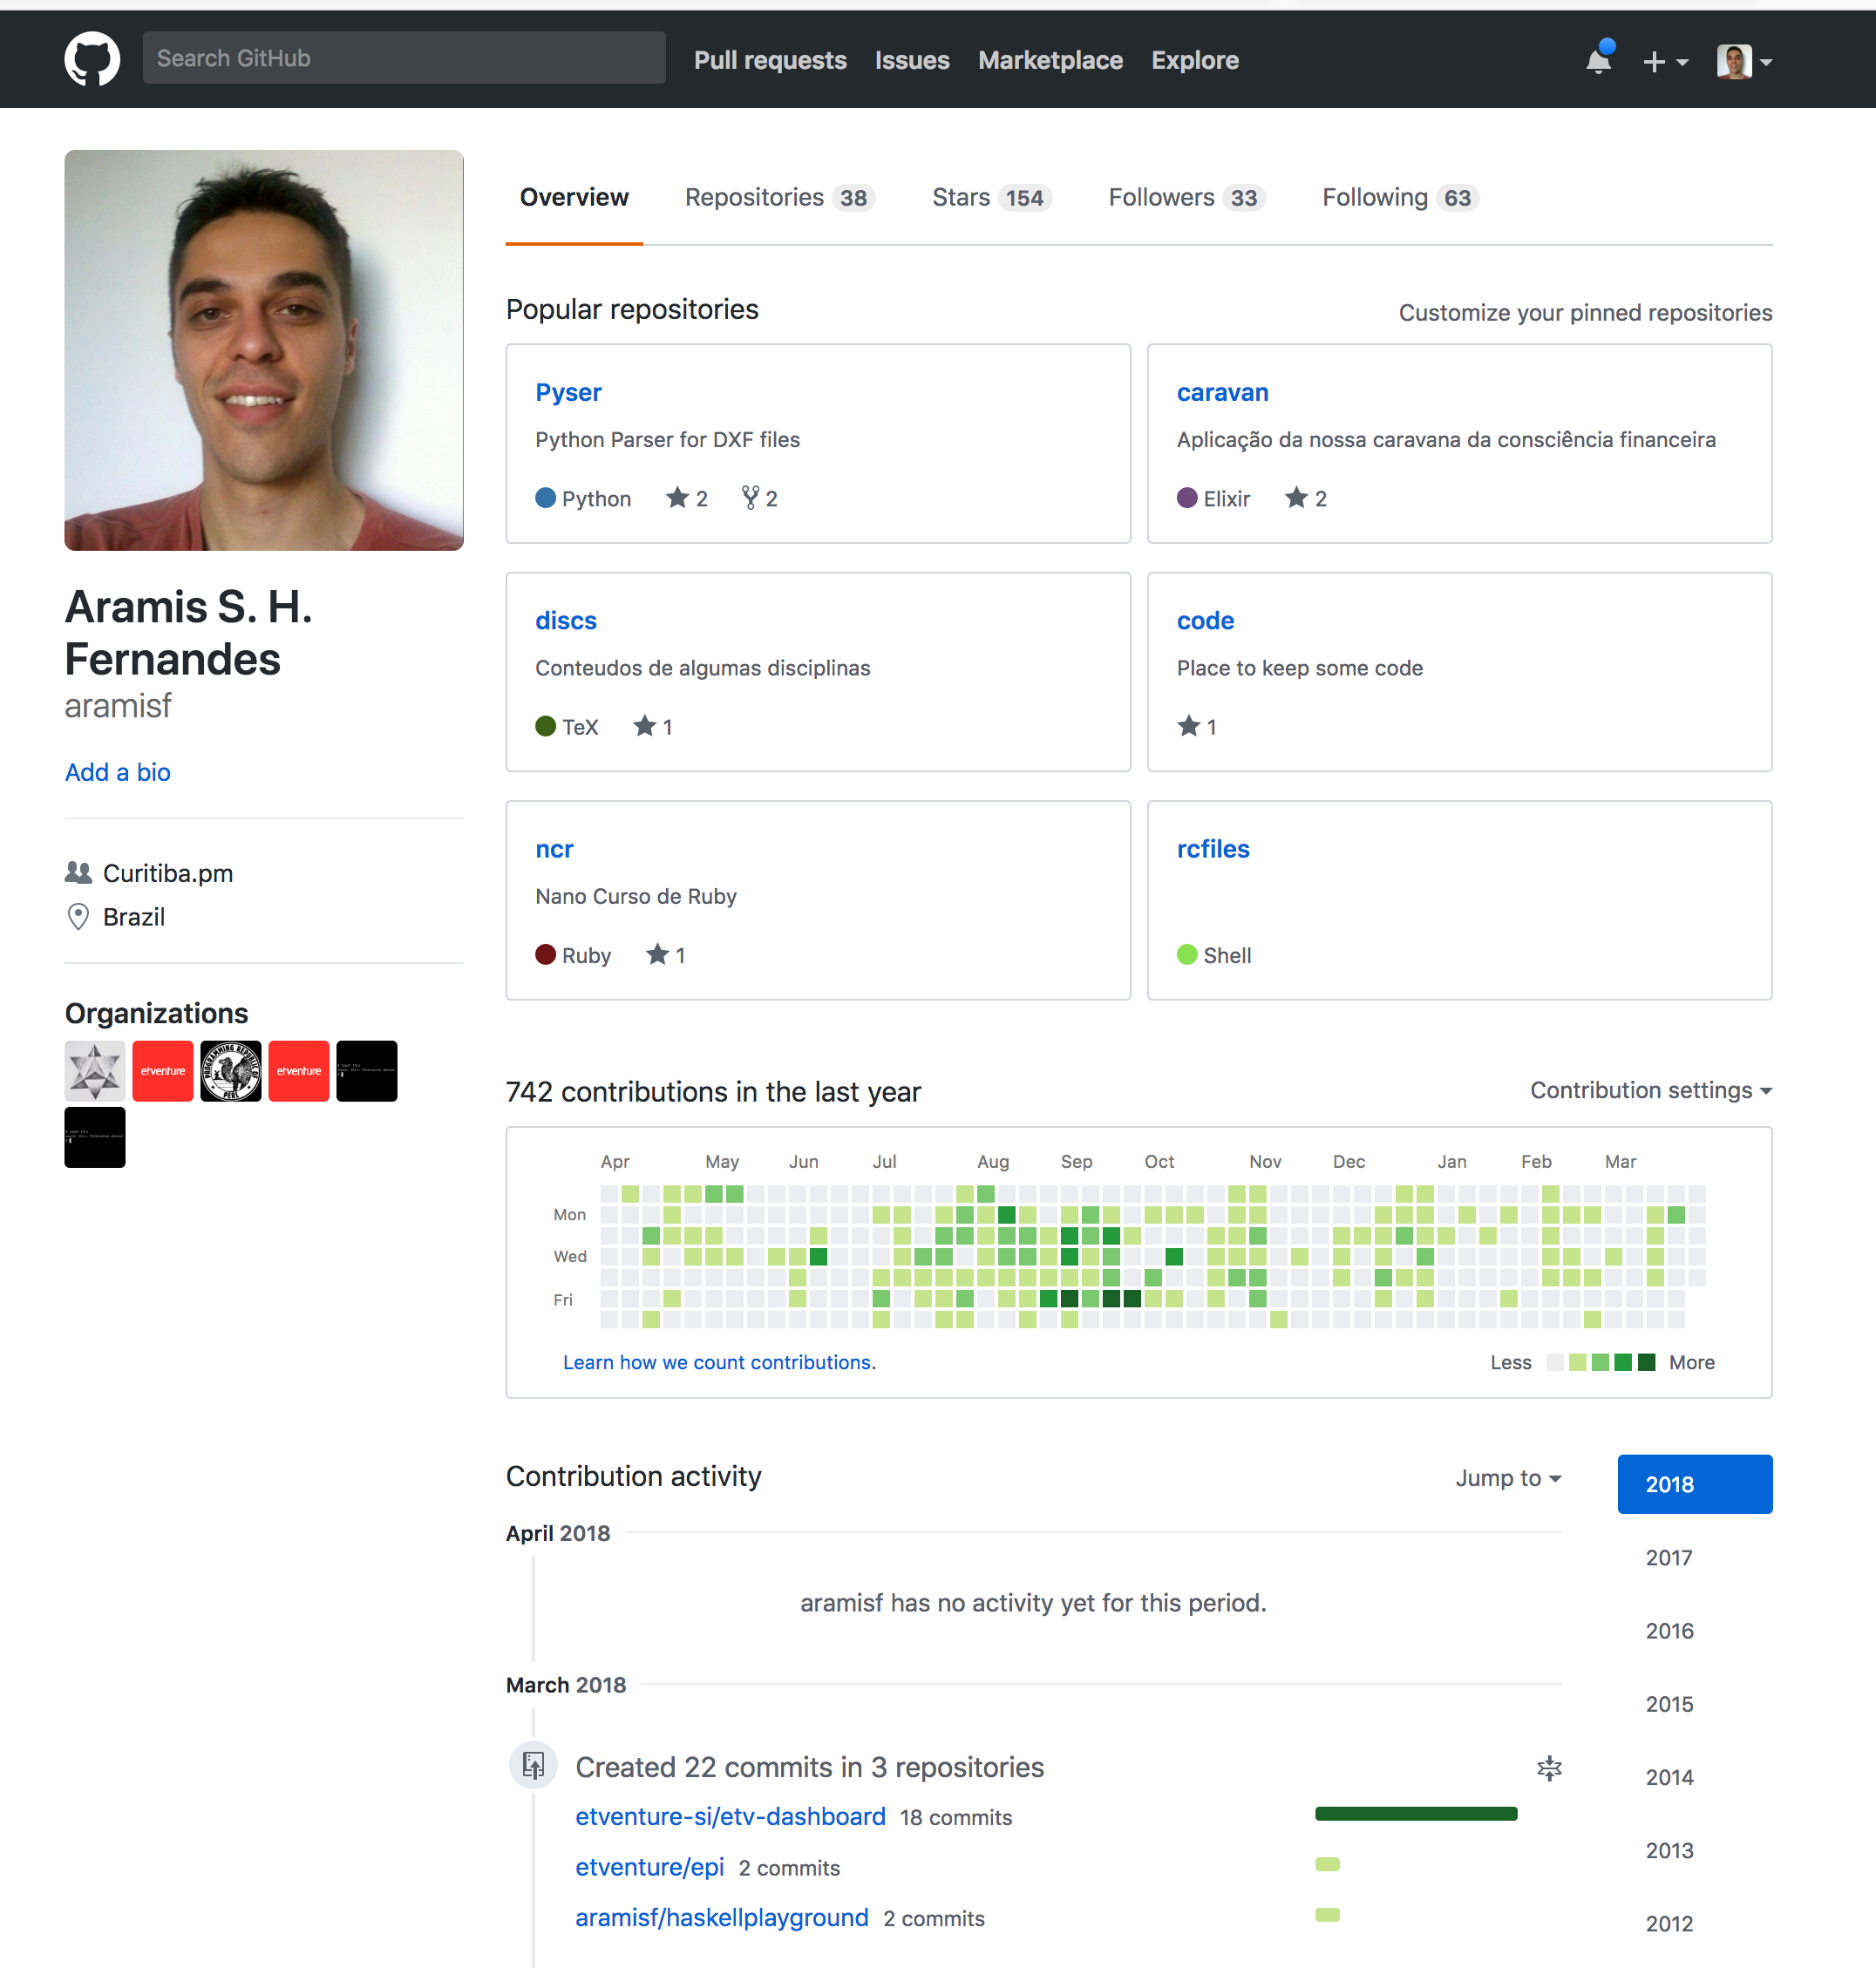 Search GitHub
Pull requests Issues Marketplace Explore
Overview Repositories 38 Stars 154 Followers 33 Following 63
Aramis S. H.
Fernandes
aramisf
Add a bio
Curitiba.pm
Brazil
Organizations
etventure
PROGRAMMING REPUBLIC OF PERL
etventure
Popular repositories
Customize your pinned repositories
Pyser
Python Parser for DXF files
Python 2 2
caravan
Aplicação da nossa caravana da consciência financeira
Elixir 2
discs
Conteudos de algumas disciplinas
TeX 1
code
Place to keep some code
1
ncr
Nano Curso de Ruby
Ruby 1
rcfiles
Shell
742 contributions in the last year
Contribution settings
Apr May Jun Jul Aug Sep Oct Nov Dec Jan Feb Mar
Mon
Wed
Fri
Learn how we count contributions.
Less More
Contribution activity
Jump to
April 2018
aramisf has no activity yet for this period.
March 2018
Created 22 commits in 3 repositories
etventure-si/etv-dashboard 18 commits
etventure/epi 2 commits
aramisf/haskellplayground 2 commits
2018
2017
2016
2015
2014
2013
2012